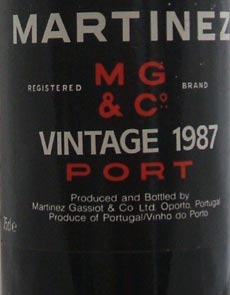 MARTINEZ
REGISTERED MG BRAND
& Co.
VINTAGE 1987
PORT
Produced and Bottled by
Martinez Gassiot & Co Ltd, Oporto, Portugal
Produce of Portugal/Vinho do Porto
75cl e